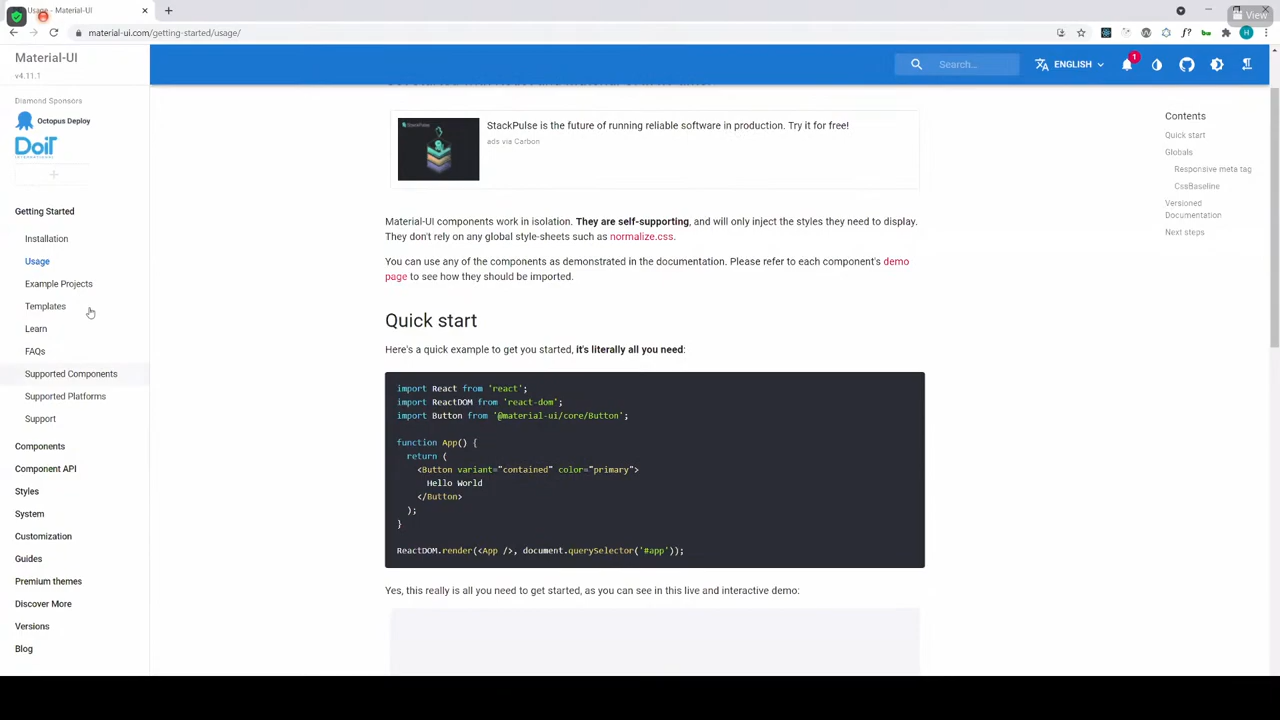 Usage - Material-UI
View
material-ui.com/getting-started/usage/
Material-UI
v4.11.1
Search…
ENGLISH
1
Diamond Sponsors
Octopus Deploy
DoiT
INTERNATIONAL
Getting Started
Installation
Usage
Example Projects
Templates
Learn
FAQs
Supported Components
Supported Platforms
Support
Components
Component API
Styles
System
Customization
Guides
Premium themes
Discover More
Versions
Blog
StackPulse is the future of running reliable software in production. Try it for free!
ads via Carbon
Material-UI components work in isolation. They are self-supporting, and will only inject the styles they need to display.
They don't rely on any global style-sheets such as normalize.css.
You can use any of the components as demonstrated in the documentation. Please refer to each component's demo
page to see how they should be imported.
Quick start
Here's a quick example to get you started, it's literally all you need:
import React from 'react';
import ReactDOM from 'react-dom';
import Button from '@material-ui/core/Button';
function App() {
return (
<Button variant="contained" color="primary">
Hello World
</Button>
);
}
ReactDOM.render(<App />, document.querySelector('#app'));
Yes, this really is all you need to get started, as you can see in this live and interactive demo:
Contents
Quick start
Globals
Responsive meta tag
CssBaseline
Versioned
Documentation
Next steps